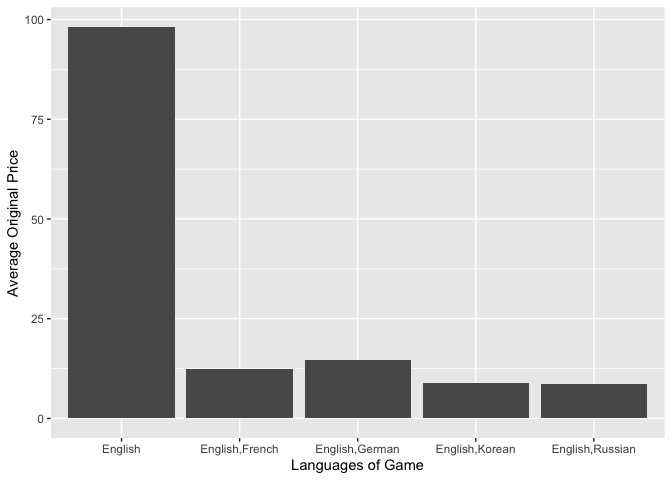 100
75
50
25
0
Average Original Price
English
English,French
English,German
English,Korean
English,Russian
Languages of Game